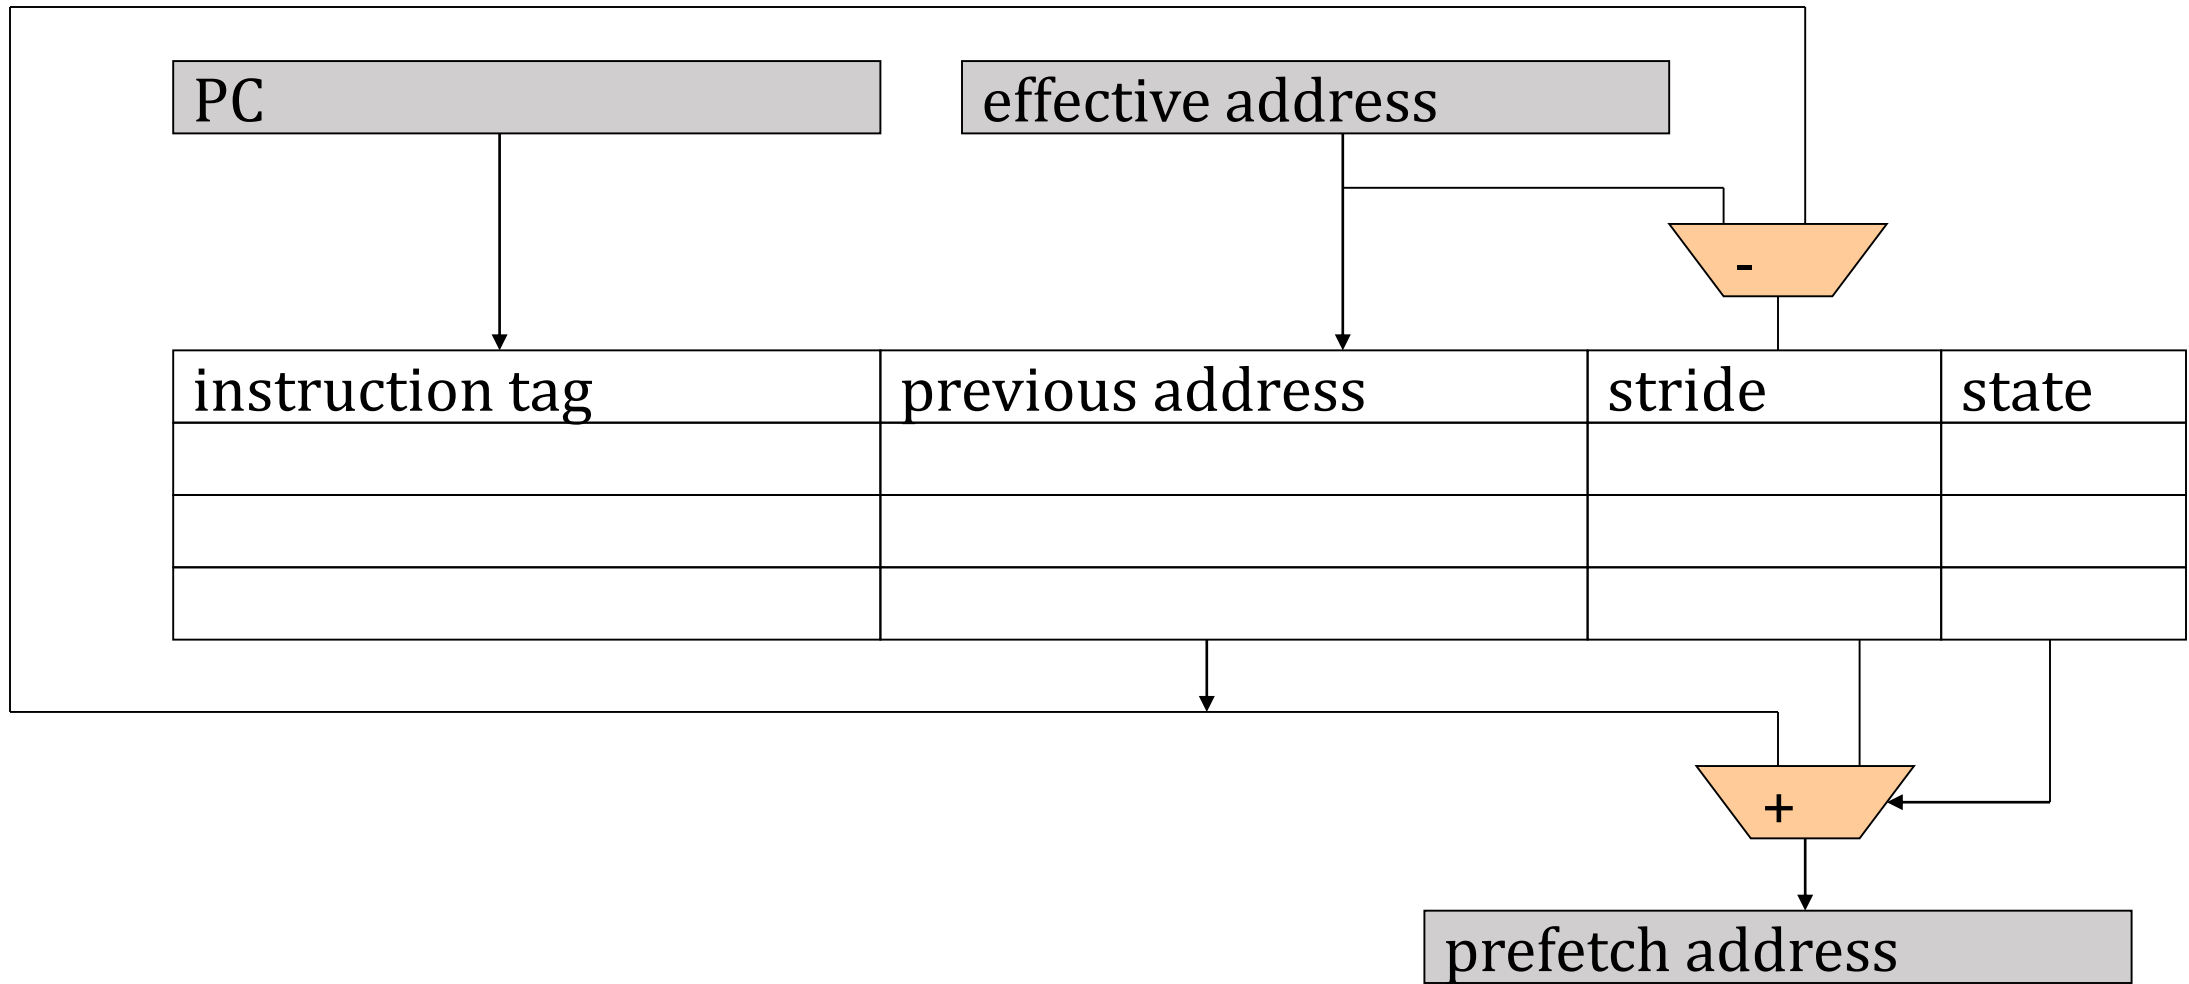 PC
effective address
-
instruction tag
previous address
stride
state
+
prefetch address